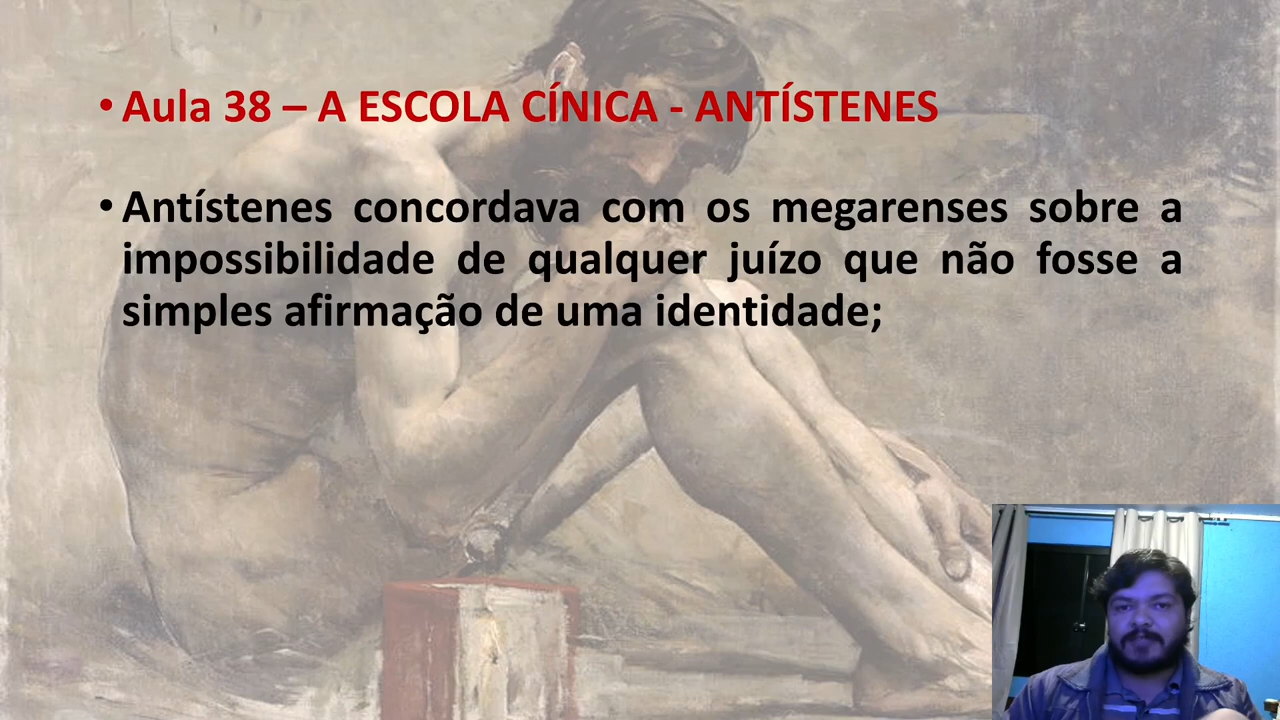 • Aula 38 – A ESCOLA CÍNICA - ANTÍSTENES
• Antístenes concordava com os megarenses sobre a
impossibilidade de qualquer juízo que não fosse a
simples afirmação de uma identidade;